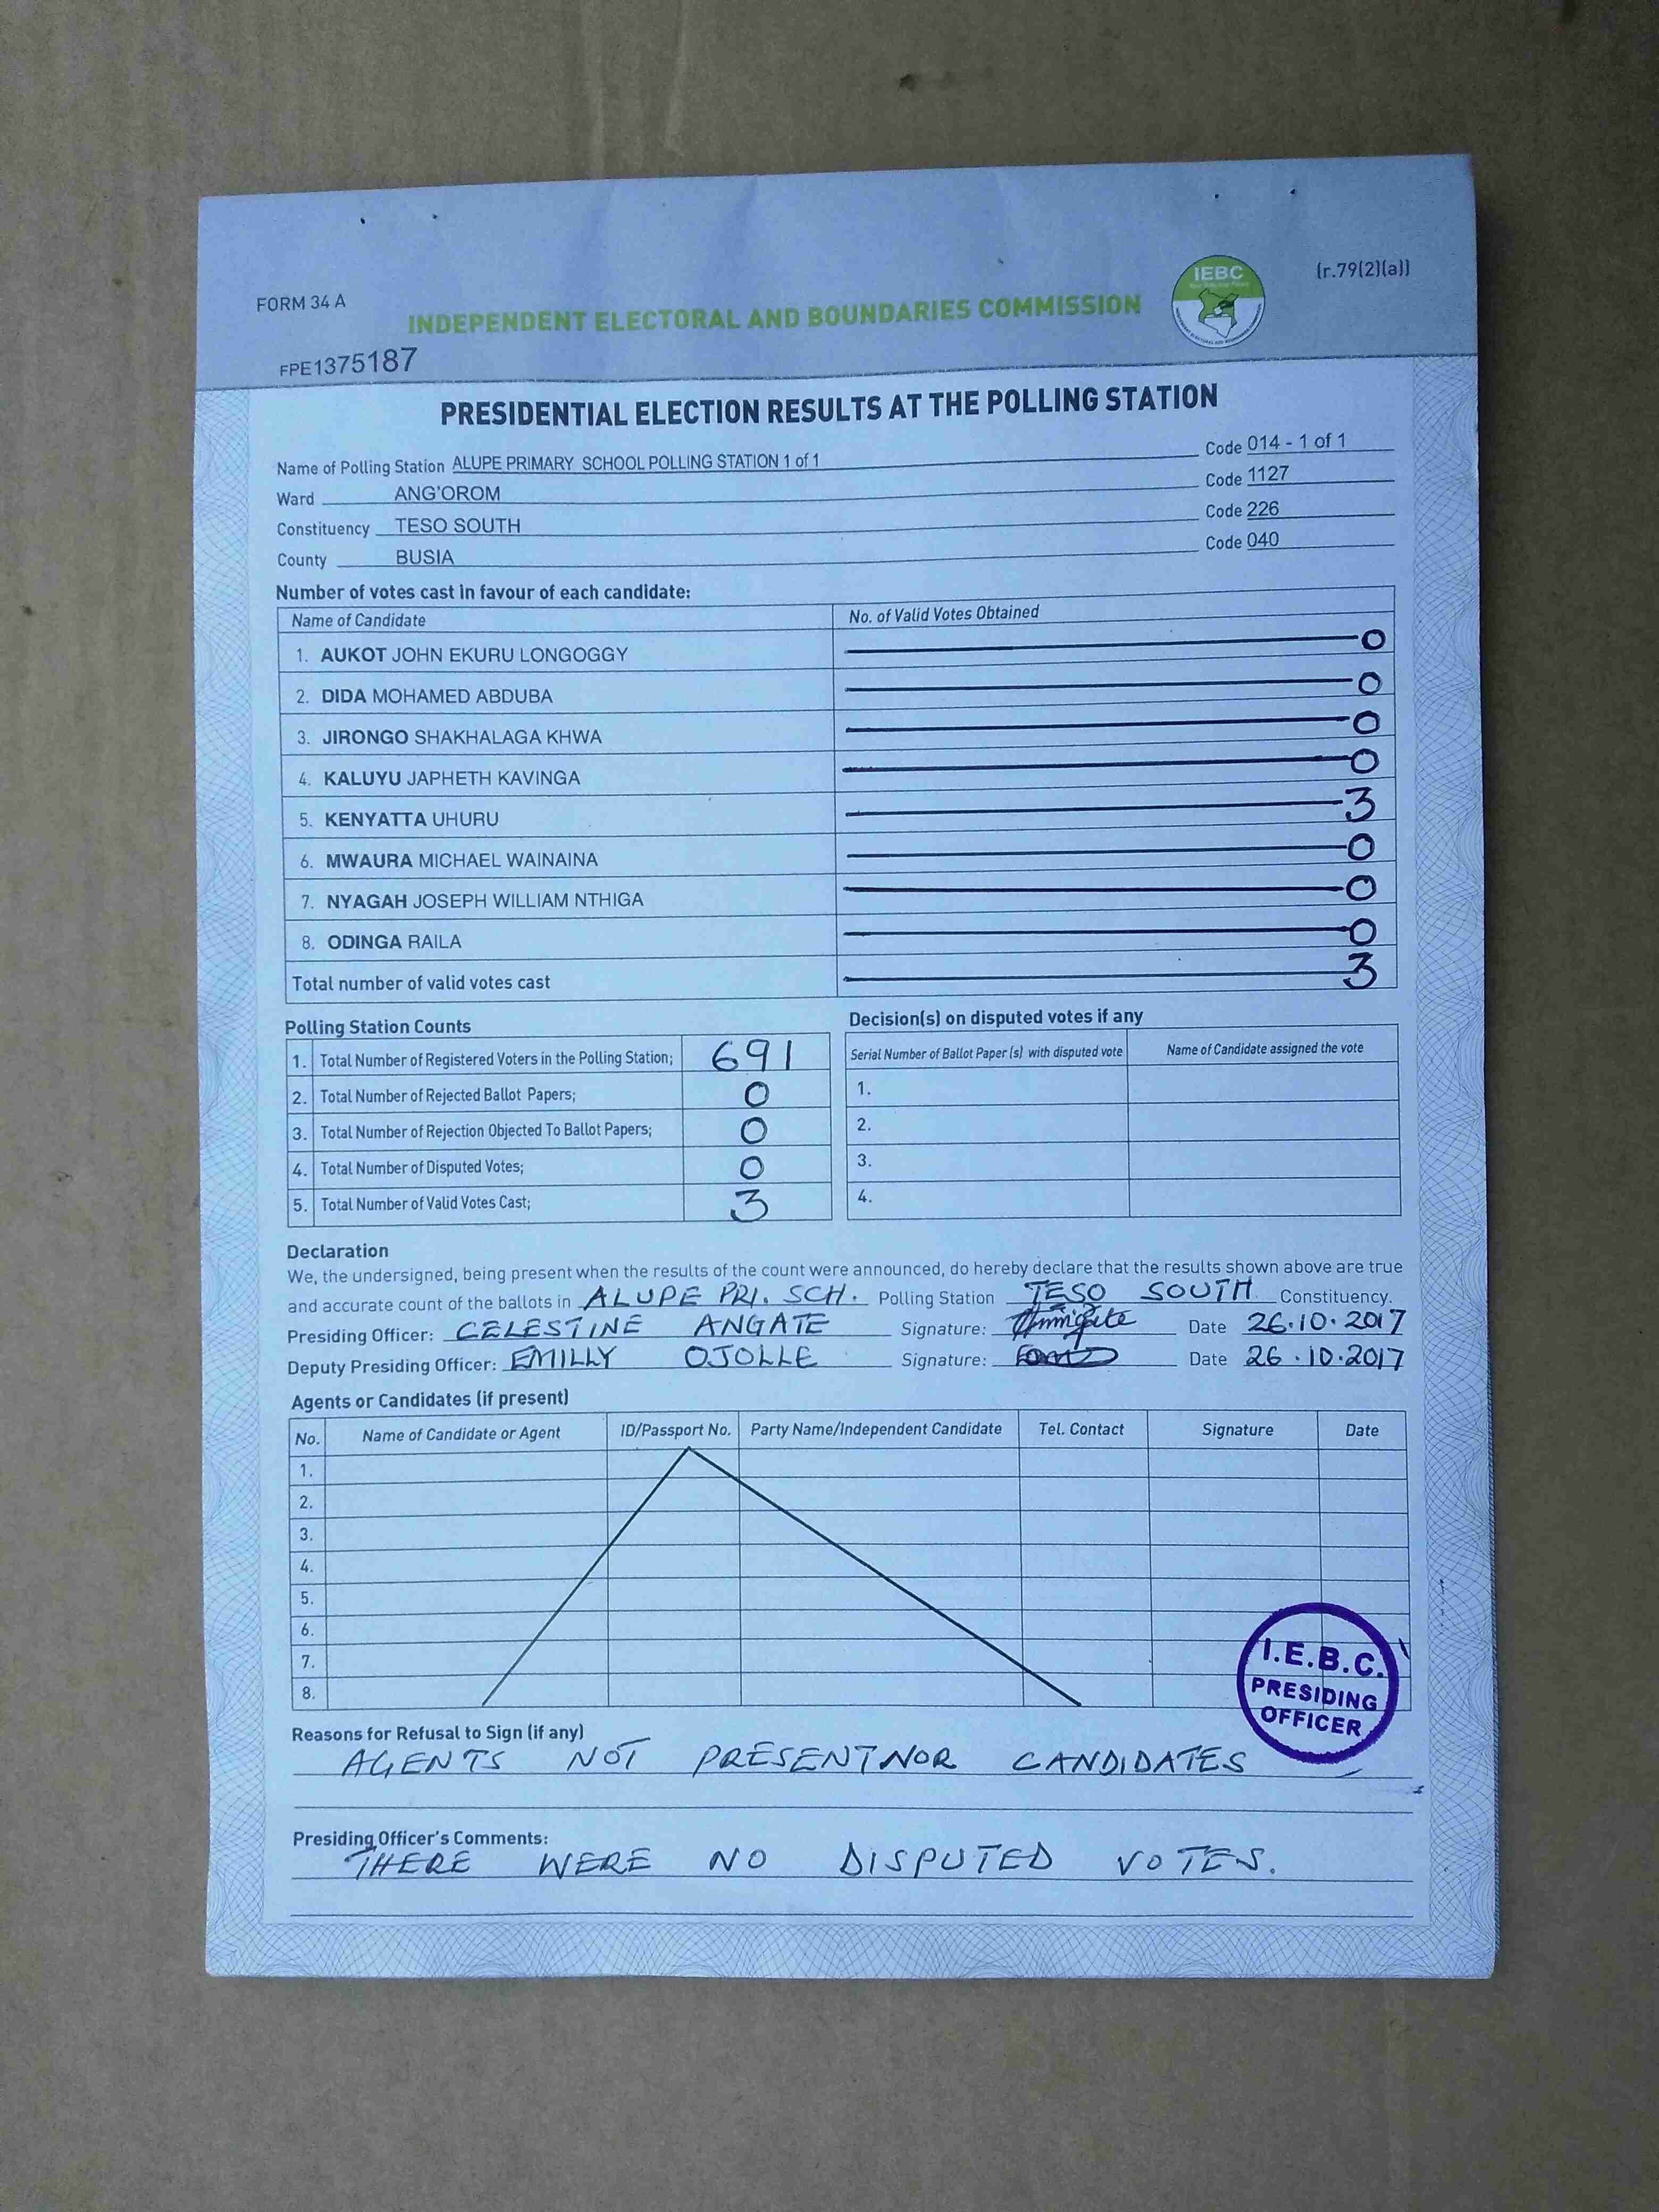 (r.79(2)(a))
FORM 34 A
INDEPENDENT ELECTORAL AND BOUNDARIES COMMISSION
IEBC
FPE1375187
PRESIDENTIAL ELECTION RESULTS AT THE POLLING STATION
Name of Polling Station ALUPE PRIMARY SCHOOL POLLING STATION 1 of 1 Code 014 - 1 of 1
Ward ANG'OROM Code 1127
Constituency TESO SOUTH Code 226
County BUSIA Code 040
Number of votes cast in favour of each candidate:
Name of Candidate No. of Valid Votes Obtained
1. AUKOT JOHN EKURU LONGOGGY 0
2. DIDA MOHAMED ABDUBA 0
3. JIRONGO SHAKHALAGA KHWA 0
4. KALUYU JAPHETH KAVINGA 0
5. KENYATTA UHURU 3
6. MWAURA MICHAEL WAINAINA 0
7. NYAGAH JOSEPH WILLIAM NTHIGA 0
8. ODINGA RAILA 0
Total number of valid votes cast 3
Polling Station Counts
1. Total Number of Registered Voters in the Polling Station; 691
2. Total Number of Rejected Ballot Papers; 0
3. Total Number of Rejection Objected To Ballot Papers; 0
4. Total Number of Disputed Votes; 0
5. Total Number of Valid Votes Cast; 3
Decision(s) on disputed votes if any
Serial Number of Ballot Paper (s) with disputed vote Name of Candidate assigned the vote
1.
2.
3.
4.
Declaration
We, the undersigned, being present when the results of the count were announced, do hereby declare that the results shown above are true
and accurate count of the ballots in ALUPE PRI. SCH. Polling Station TESO SOUTH Constituency.
Presiding Officer: CELESTINE ANGATE Signature: Date 26.10.2017
Deputy Presiding Officer: EMILLY OJOLLE Signature: Date 26.10.2017
Agents or Candidates (if present)
No. Name of Candidate or Agent ID/Passport No. Party Name/Independent Candidate Tel. Contact Signature Date
1.
2.
3.
4.
5.
6.
7.
8.
I.E.B.C.
PRESIDING
OFFICER
Reasons for Refusal to Sign (if any)
AGENTS NOT PRESENT NOR CANDIDATES
Presiding Officer's Comments:
THERE WERE NO DISPUTED VOTES.